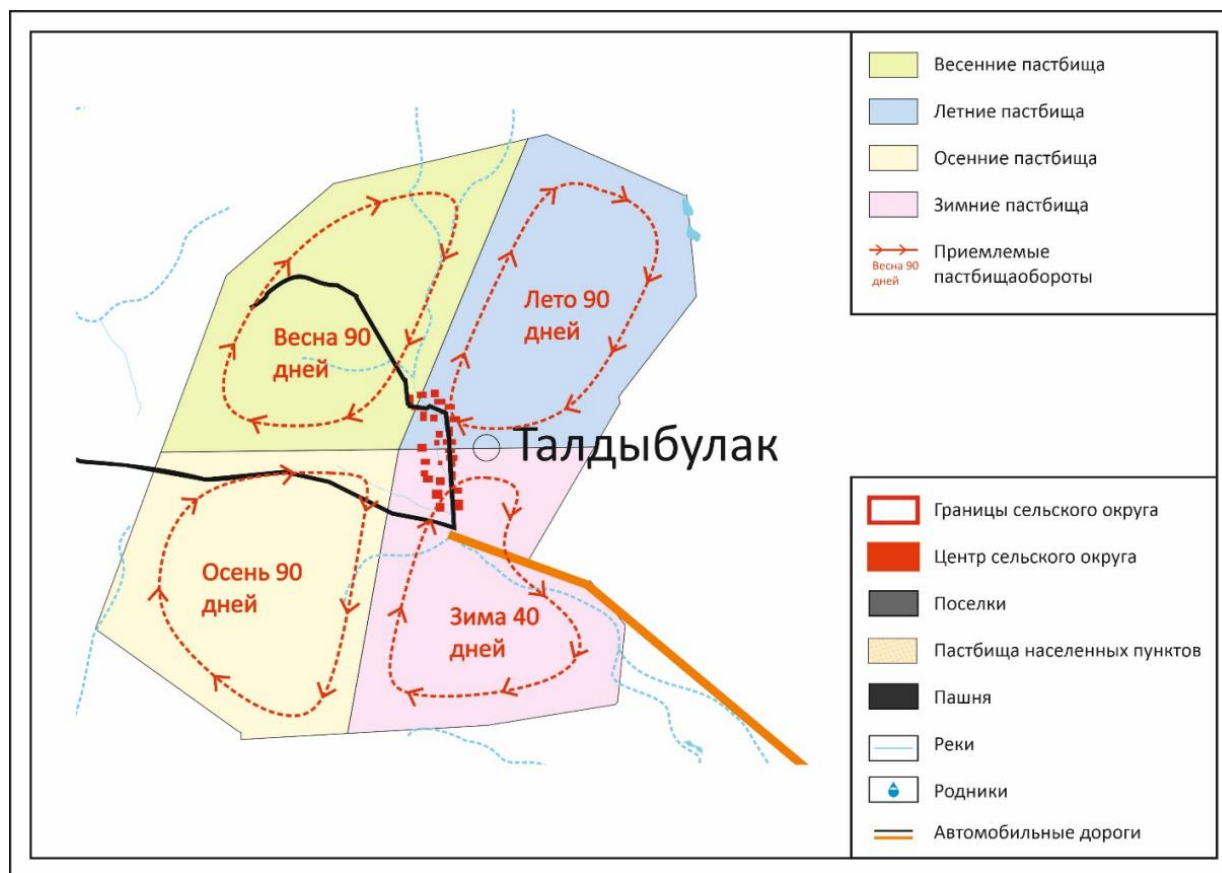 Весенние пастбища
Летние пастбища
Осенние пастбища
Зимние пастбища
Весна 90
дней
Приемлемые
пастбищаобороты
Лето 90
дней
Весна 90
дней
Талдыбулак
Осень 90
дней
Зима 40
дней
Границы сельского округа
Центр сельского округа
Поселки
Пастбища населенных пунктов
Пашня
Реки
Родники
Автомобильные дороги